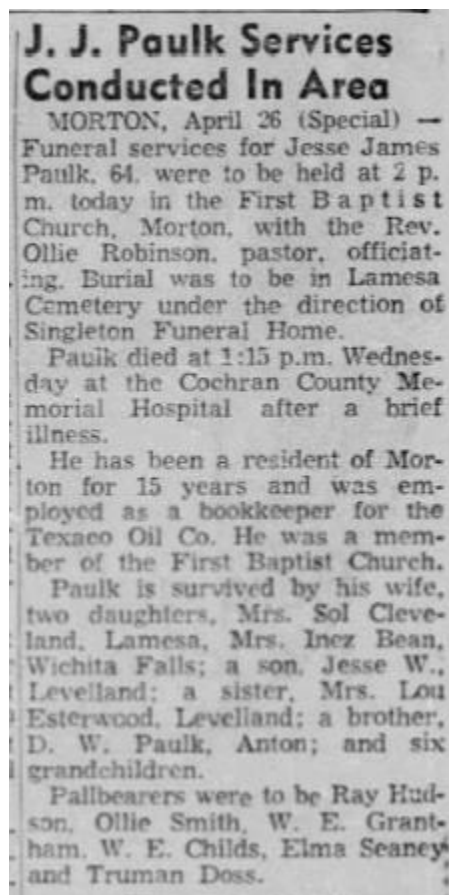 J. J. Paulk Services
Conducted In Area
MORTON, April 26 (Special) —
Funeral services for Jesse James
Paulk, 64, were to be held at 2 p.
m. today in the First Baptist
Church, Morton, with the Rev.
Ollie Robinson, pastor, officiat-
ing. Burial was to be in Lamesa
Cemetery under the direction of
Singleton Funeral Home.
Paulk died at 1:15 p.m. Wednes-
day at the Cochran County Me-
morial Hospital after a brief
illness.
He has been a resident of Mor-
ton for 15 years and was em-
ployed as a bookkeeper for the
Texaco Oil Co. He was a mem-
ber of the First Baptist Church.
Paulk is survived by his wife,
two daughters, Mrs. Sol Cleve-
land, Lamesa, Mrs. Inez Bean,
Wichita Falls; a son, Jesse W.,
Levelland; a sister, Mrs. Lou
Esterwood, Levelland; a brother,
D. W. Paulk, Anton; and six
grandchildren.
Pallbearers were to be Ray Hud-
son, Ollie Smith, W. E. Grant-
ham, W. E. Childs, Elma Seaney
and Truman Doss.